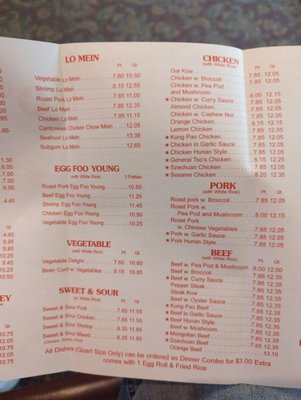 LO MEIN
Pt. Qt.
Vegetable Lo Mein 7.60 10.50
Shrimp Lo Mein 8.10 12.55
Roast Pork Lo Mein 7.85 11.00
Beef Lo Mein 7.85 12.35
Chicken Lo Mein 7.85 11.15
Cantonese Chicken Chow Mein 12.05
Seafood Lo Mein 13.35
Subgum Lo Mein 12.65
EGG FOO YOUNG
(with White Rice) 3 Patties
Roast Pork Egg Foo Young 10.50
Beef Egg Foo Young 11.25
Shrimp Egg Foo Young 11.45
Chicken Egg Foo Young 10.50
Vegetable Egg Foo Young 10.25
VEGETABLE
(with White Rice) Pt. Qt.
Vegetable Delight 7.60 10.60
Bean Curd w. Vegetables 8.15 10.75
SWEET & SOUR
(w. White Rice) Pt. Qt.
Sweet & Sour Pork 7.85 11.55
Sweet & Sour Chicken 7.85 11.55
Sweet & Sour Shrimp 8.35 11.85
Sweet & Sour Mixed 8.35 11.85
(Chicken, Shrimp, Pork)
CHICKEN
(with White Rice)
Pt. Qt.
Gai Kow
Chicken w. Broccoli 7.85 12.05
Chicken w. Pea Pod
and Mushroom 8.00 12.15
Chicken w. Curry Sauce 7.85 12.05
Almond Chicken 7.85 12.05
Chicken w. Cashew Nut 7.85 12.05
Orange Chicken 8.15 12.05
Lemon Chicken
Kung Pao Chicken 7.85 12.05
Chicken in Garlic Sauce 7.85 12.05
Chicken Hunan Style 7.85 12.05
General Tso's Chicken 8.15 12.05
Szechuan Chicken 7.85 12.05
Sesame Chicken 8.20 12.35
PORK
(with White Rice)
Pt. Qt.
Roast pork w. Broccoli 7.85 12.05
Roast Pork w.
Pea Pod and Mushroom 8.00 12.15
Roast Pork
w. Chinese Vegetables 7.85 12.05
Pork w. Garlic Sauce 7.85 12.05
Pork Hunan Style 7.85 12.05
BEEF
(with White Rice)
Pt. Qt.
Beef w. Pea Pod & Mushroom 8.00 12.60
Beef w. Broccoli 7.85 12.35
Beef w. Curry Sauce 7.85 12.35
Pepper Steak 7.85 12.35
Steak Kow
Beef w. Oyster Sauce 7.85 12.35
Kung Pao Beef 7.85 12.35
Beef in Garlic Sauce 7.85 12.35
Beef Hunan Style 7.85 12.35
Beef w. Mushroom 7.85 12.35
Mongolian Beef 7.85 12.35
Szechuan Beef 7.85 12.35
Orange Beef 13.10
All Dishes (Quart Size Only) can be ordered as Dinner Combo for $3.00 Extra
comes with 1 Egg Roll & Fried Rice